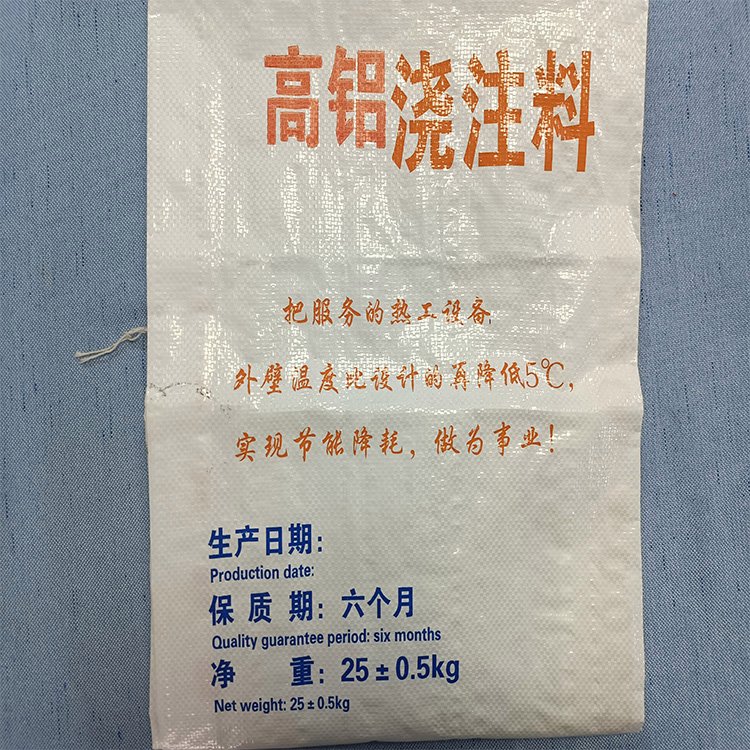 高铝浇注料
把服务的热工设备
外壁温度比设计的再降低5℃,
实现节能降耗，做为事业！
生产日期：
Production date:
保质期：六个月
Quality guarantee period: six months
净重：25±0.5kg
Net weight: 25±0.5kg